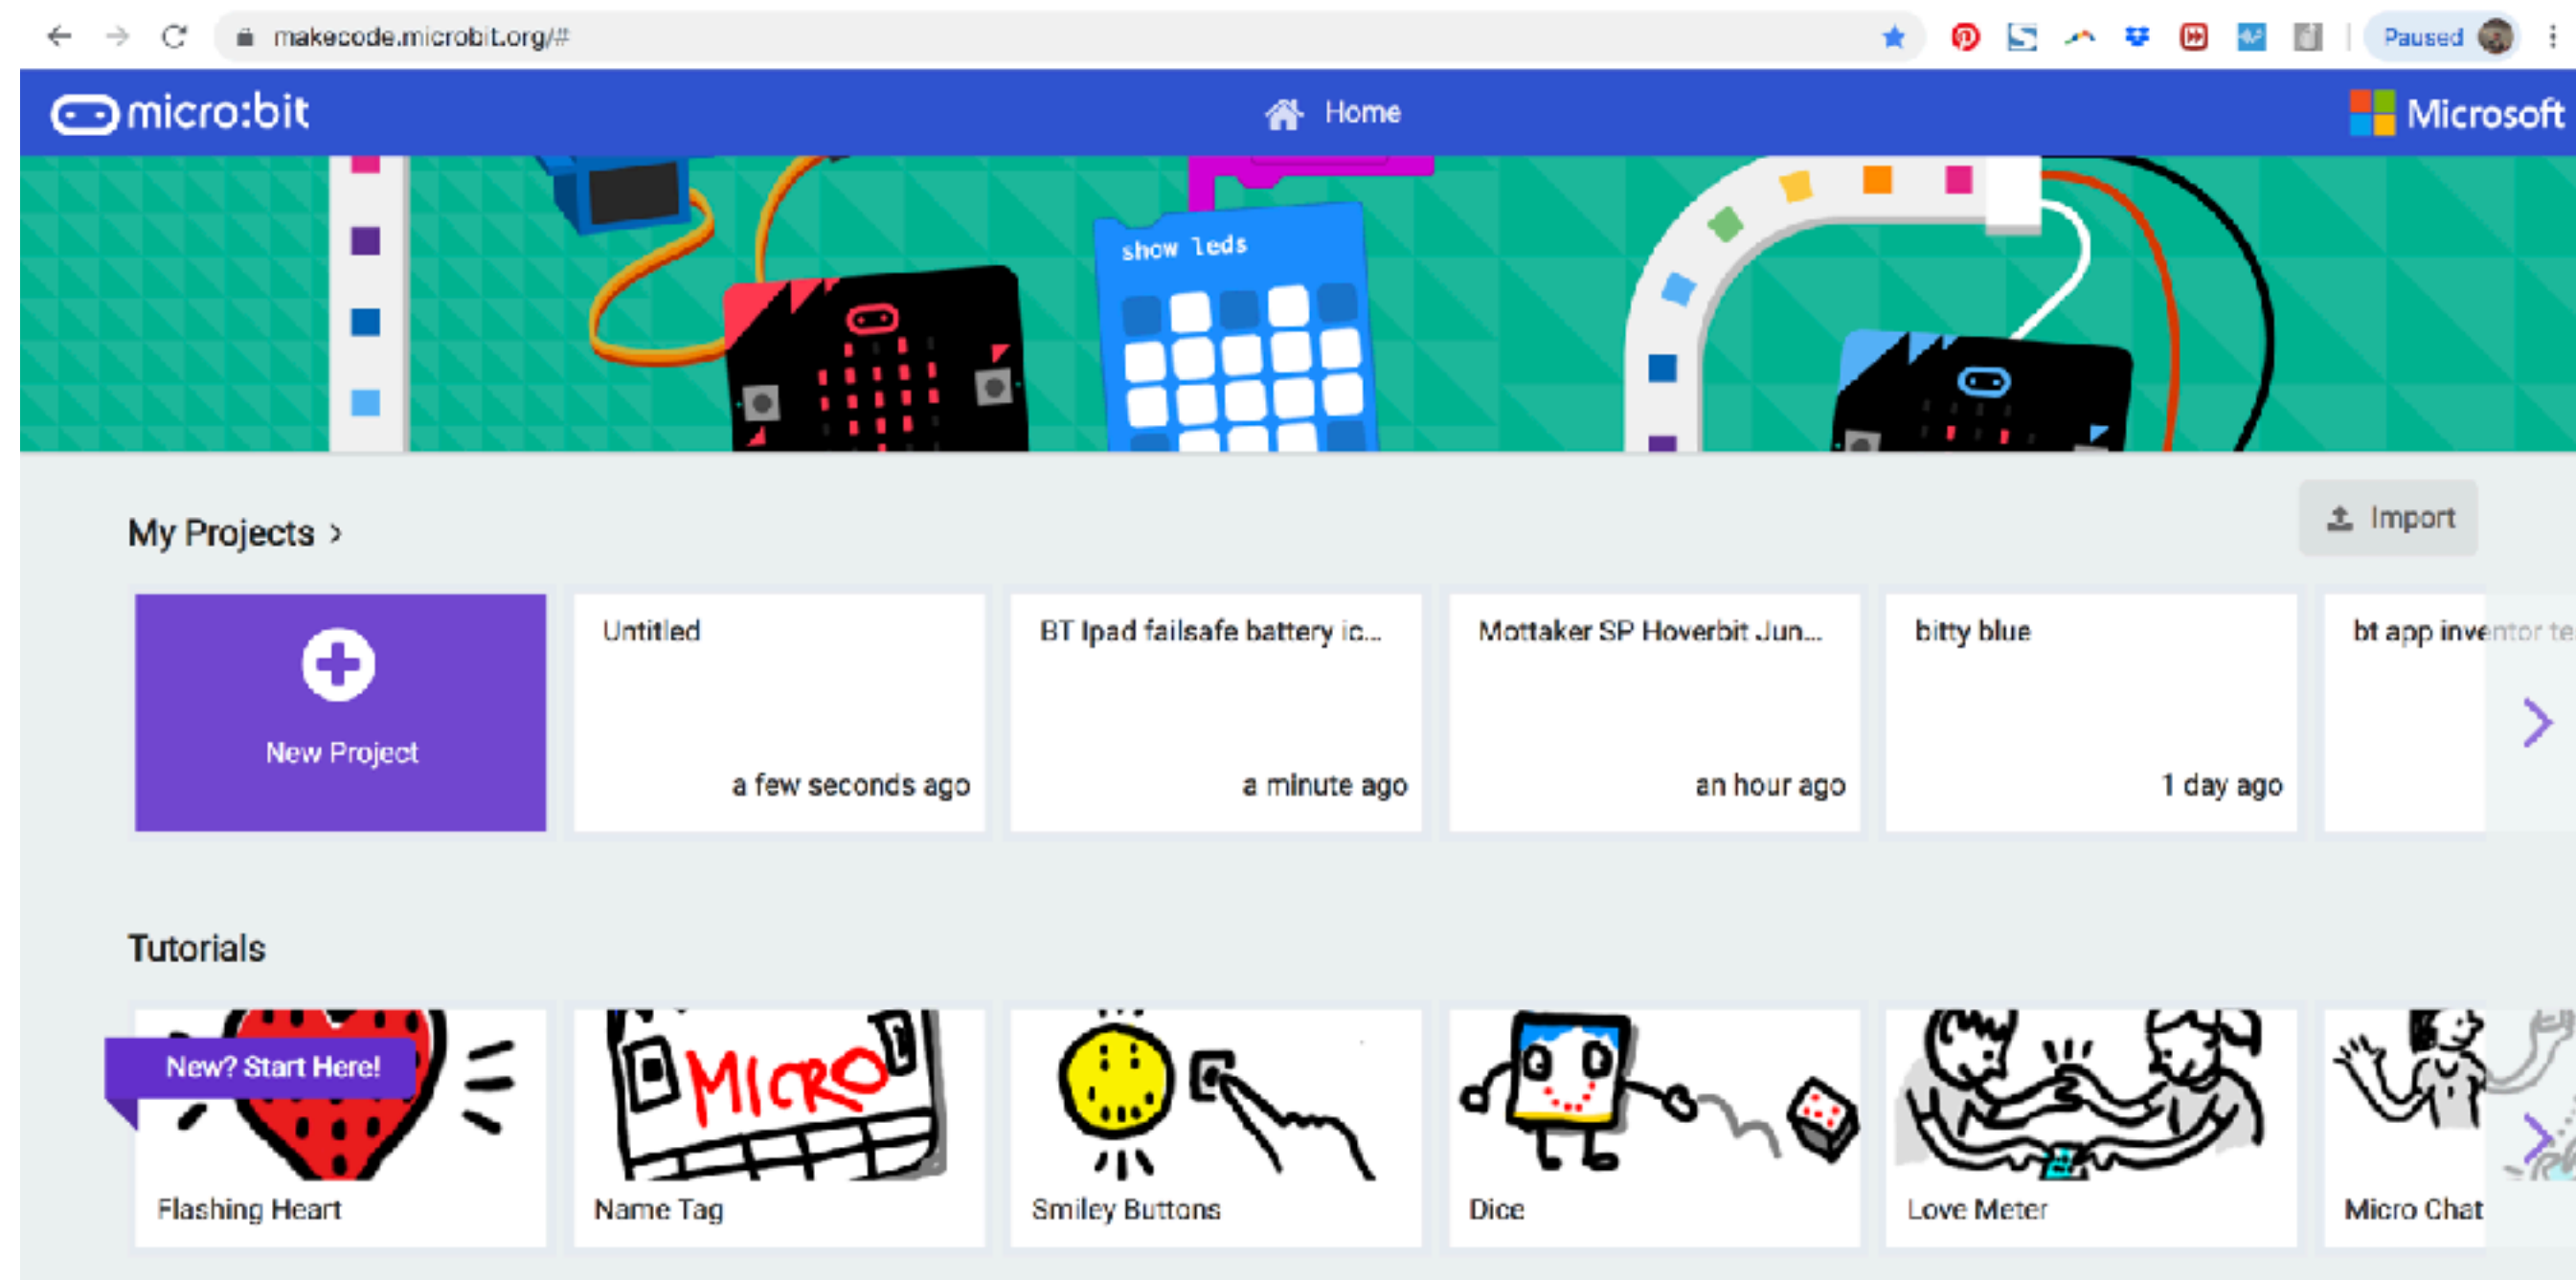 makecode.microbit.org/#
Paused
micro:bit
Home
Microsoft
show leds
My Projects >
Import
New Project
Untitled
a few seconds ago
BT Ipad failsafe battery ic...
a minute ago
Mottaker SP Hoverbit Jun...
an hour ago
bitty blue
1 day ago
bt app inventor te
Tutorials
New? Start Here!
Flashing Heart
MICRO
Name Tag
Smiley Buttons
Dice
Love Meter
Micro Chat